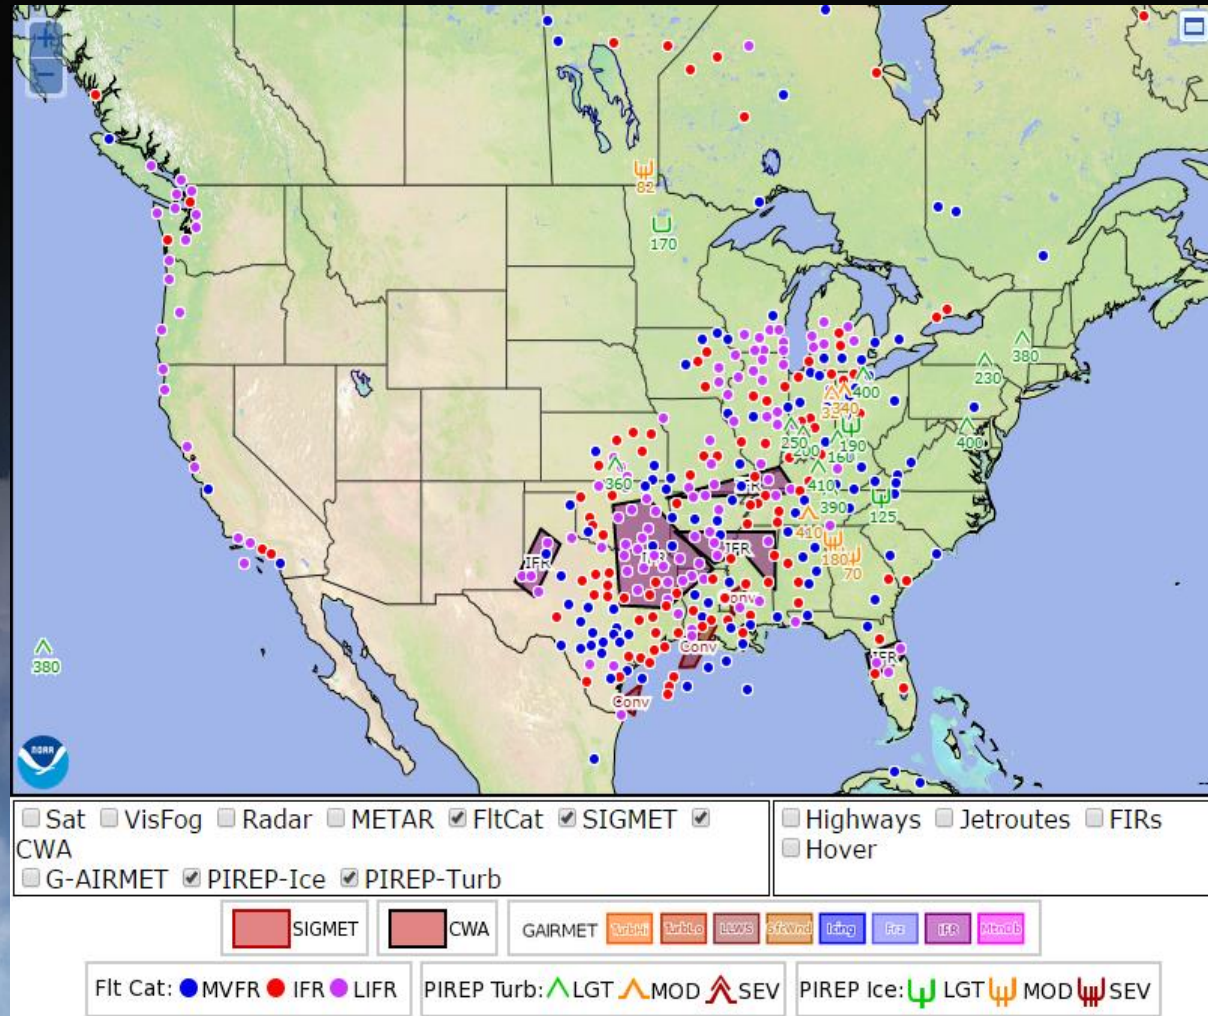 +
−
82
170
380
230
400
340
400
250
200
190
160
360
410
390
125
IFR
410
180
70
IFR
IFR
Conv
Conv
IFR
380
Conv
NOAA
Sat VisFog Radar METAR FltCat SIGMET
CWA
G-AIRMET PIREP-Ice PIREP-Turb
Highways Jetroutes FIRs
Hover
SIGMET CWA GAIRMET TurbHi TurbLo LLWS SfcWnd Icing Frz IFR MtnOb
Flt Cat: MVFR IFR LIFR PIREP Turb: LGT MOD SEV PIREP Ice: LGT MOD SEV